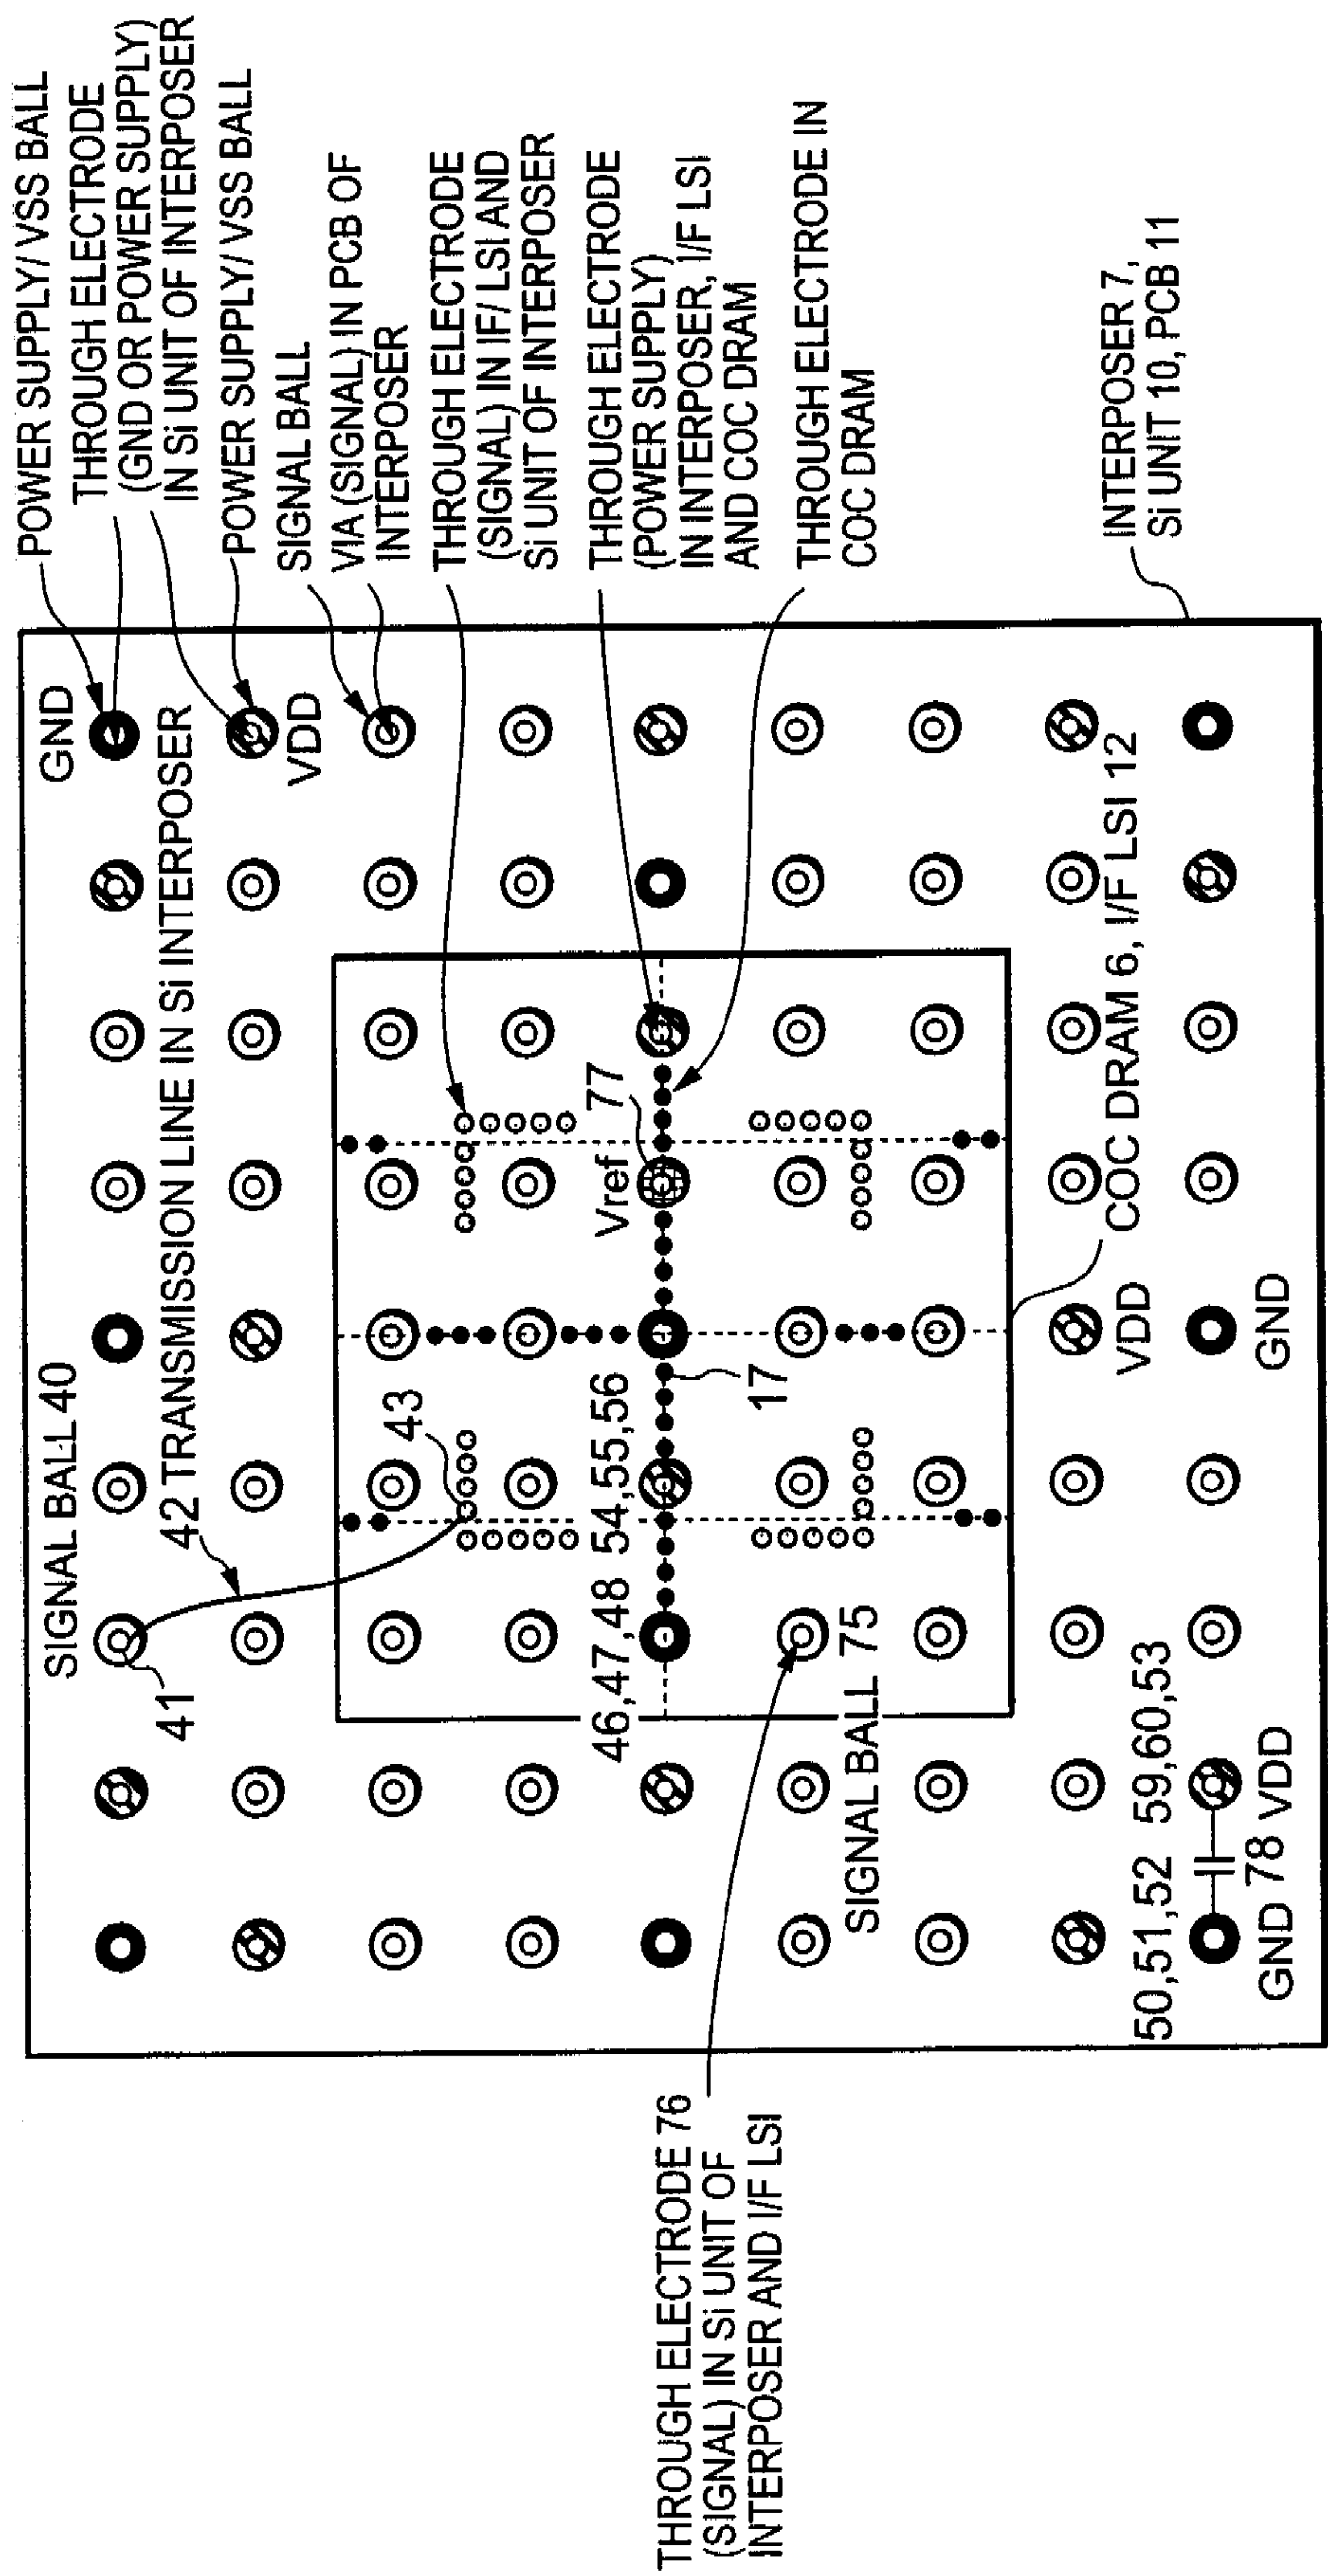 POWER SUPPLY/ VSS BALL
THROUGH ELECTRODE
(GND OR POWER SUPPLY)
IN Si UNIT OF INTERPOSER
POWER SUPPLY/ VSS BALL
SIGNAL BALL
VIA (SIGNAL) IN PCB OF
INTERPOSER
THROUGH ELECTRODE
(SIGNAL) IN IF/ LSI AND
Si UNIT OF INTERPOSER
THROUGH ELECTRODE
(POWER SUPPLY)
IN INTERPOSER, I/F LSI
AND COC DRAM
THROUGH ELECTRODE IN
COC DRAM
INTERPOSER 7,
Si UNIT 10, PCB 11
GND
VDD
SIGNAL BALL 40
42 TRANSMISSION LINE IN Si INTERPOSER
41
43
Vref
77
46,47,48 54,55,56
17
SIGNAL BALL 75
COC DRAM 6, I/F LSI 12
VDD
GND
50,51,52 59,60,53
GND 78 VDD
THROUGH ELECTRODE 76
(SIGNAL) IN Si UNIT OF
INTERPOSER AND I/F LSI